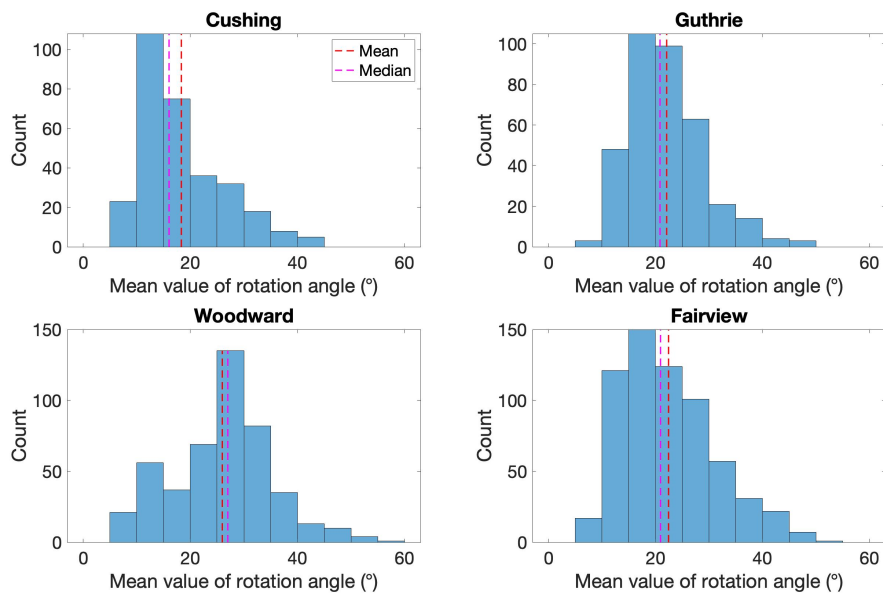 Cushing
100
80
60
40
20
0
Count
0 20 40 60
Mean value of rotation angle (°)
Mean
Median
Guthrie
100
80
60
40
20
0
Count
0 20 40 60
Mean value of rotation angle (°)
Woodward
150
100
50
0
Count
0 20 40 60
Mean value of rotation angle (°)
Fairview
150
100
50
0
Count
0 20 40 60
Mean value of rotation angle (°)